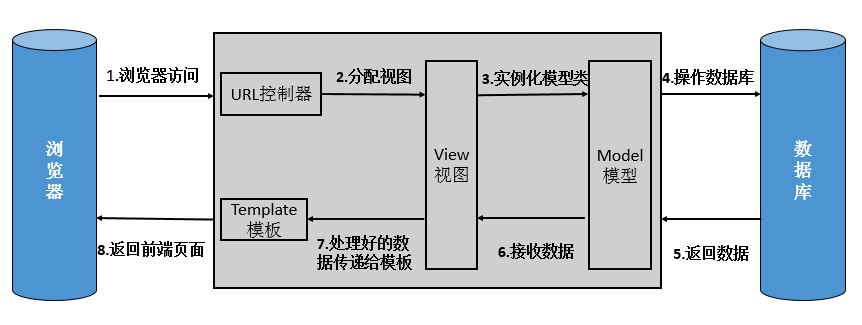 1.浏览器访问
2.分配视图
3.实例化模型类
4.操作数据库
URL控制器
浏
览
器
View
视图
Model
模型
数
据
库
Template
模板
8.返回前端页面
7.处理好的数
据传递给模板
6.接收数据
5.返回数据